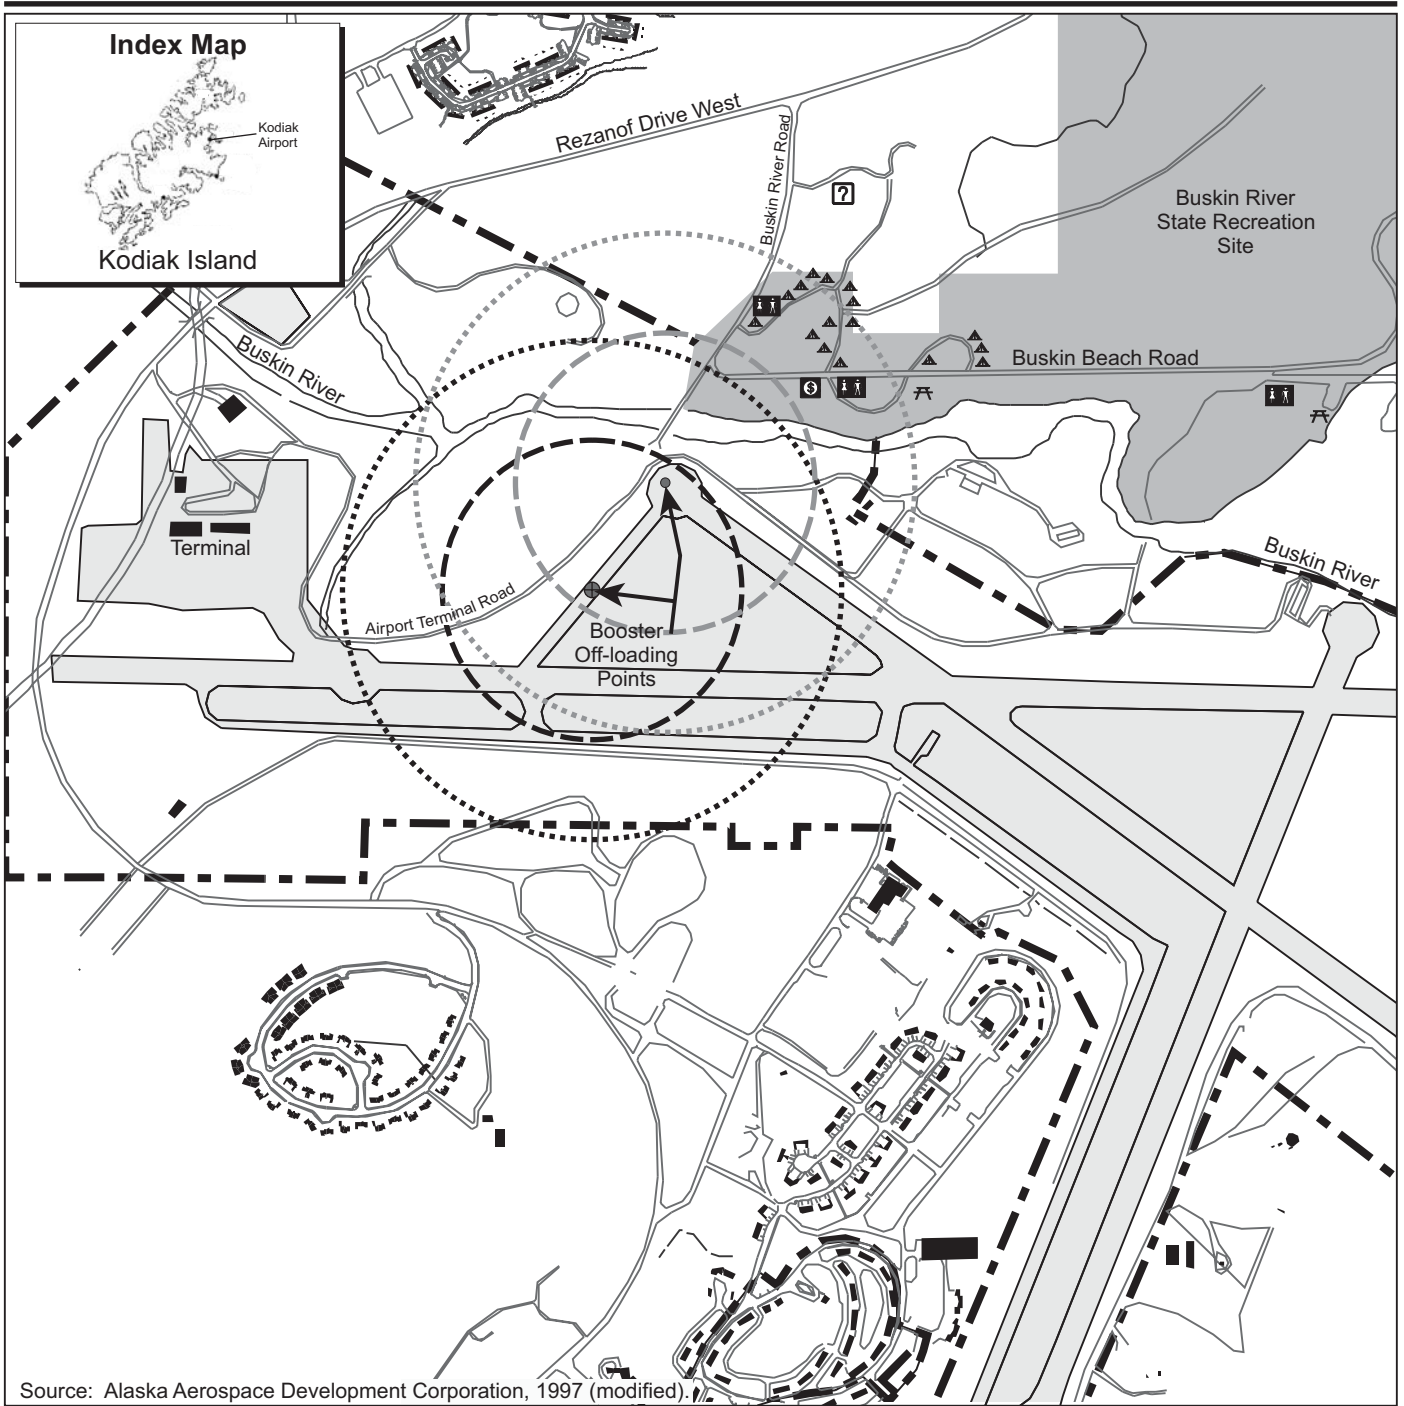 Index Map
Kodiak
Airport
Kodiak Island
Rezanof Drive West
Buskin River Road
?
Buskin River
State Recreation
Site
Buskin River
Buskin Beach Road
$
Terminal
Airport Terminal Road
Booster
Off-loading
Points
Buskin River
Source: Alaska Aerospace Development Corporation, 1997 (modified).